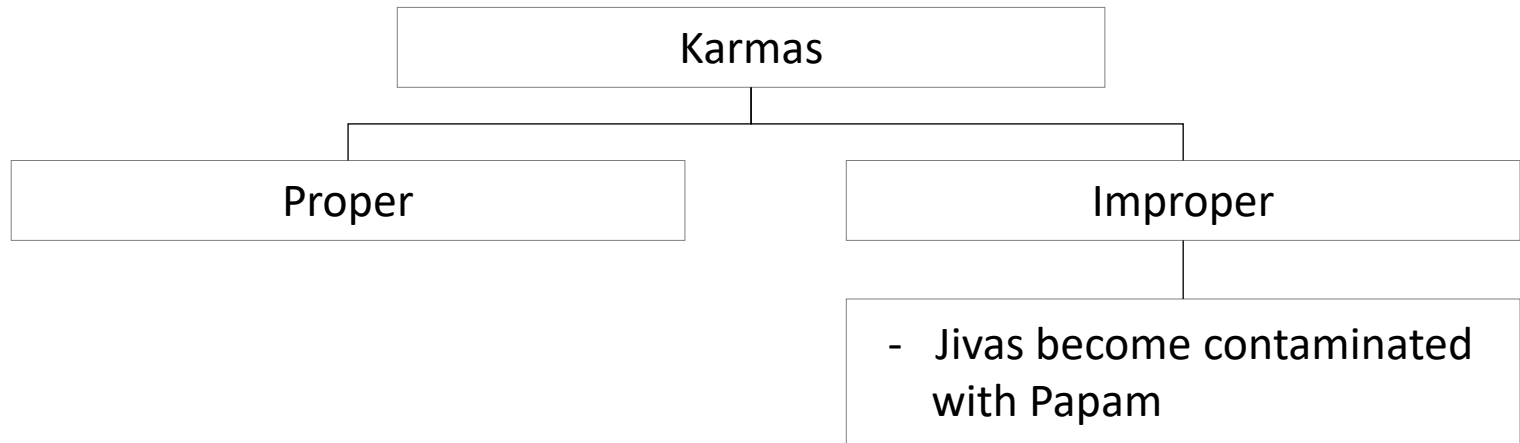 Karmas
Proper
Improper
- Jivas become contaminated
with Papam